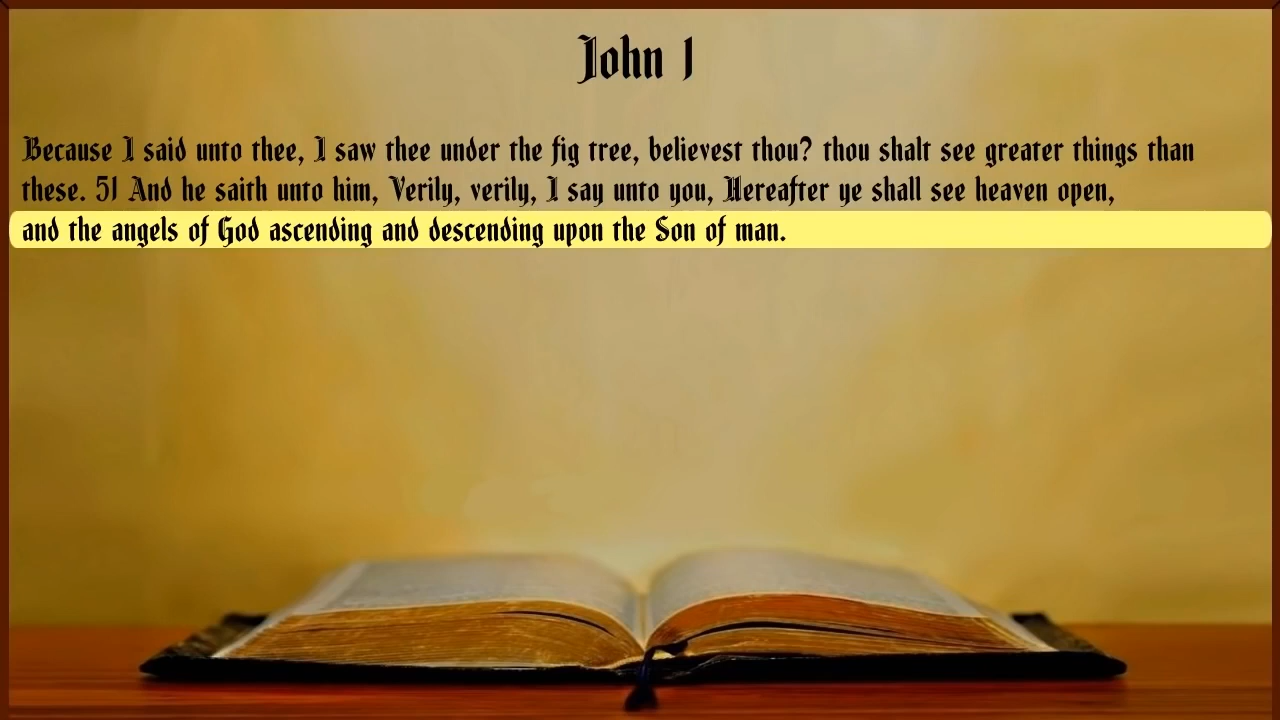 John 1
Because I said unto thee, I saw thee under the fig tree, believest thou? thou shalt see greater things than
these. 51 And he saith unto him, Verily, verily, I say unto you, Hereafter ye shall see heaven open,
and the angels of God ascending and descending upon the Son of man.